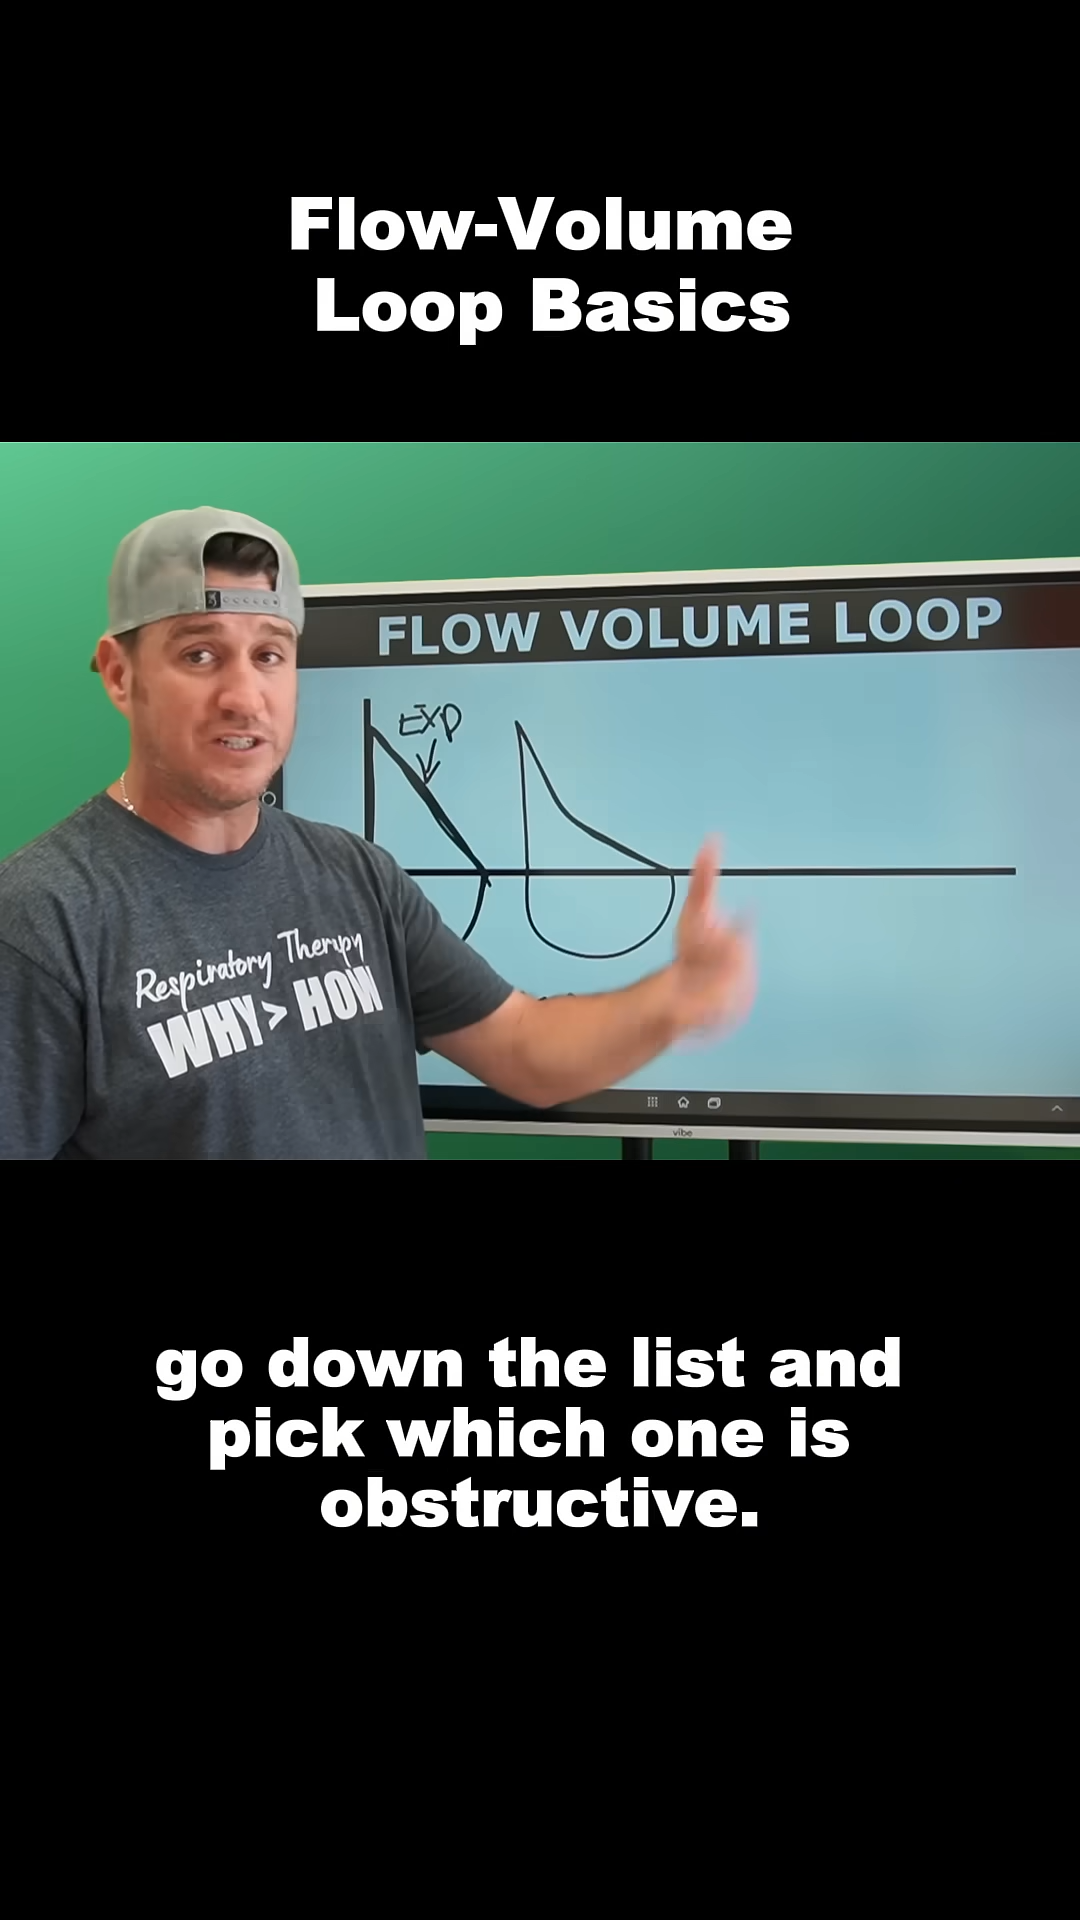 Flow-Volume
Loop Basics
FLOW VOLUME LOOP
EXP
Respiratory Therapy
WHY> HOW
vibe
go down the list and
pick which one is
obstructive.